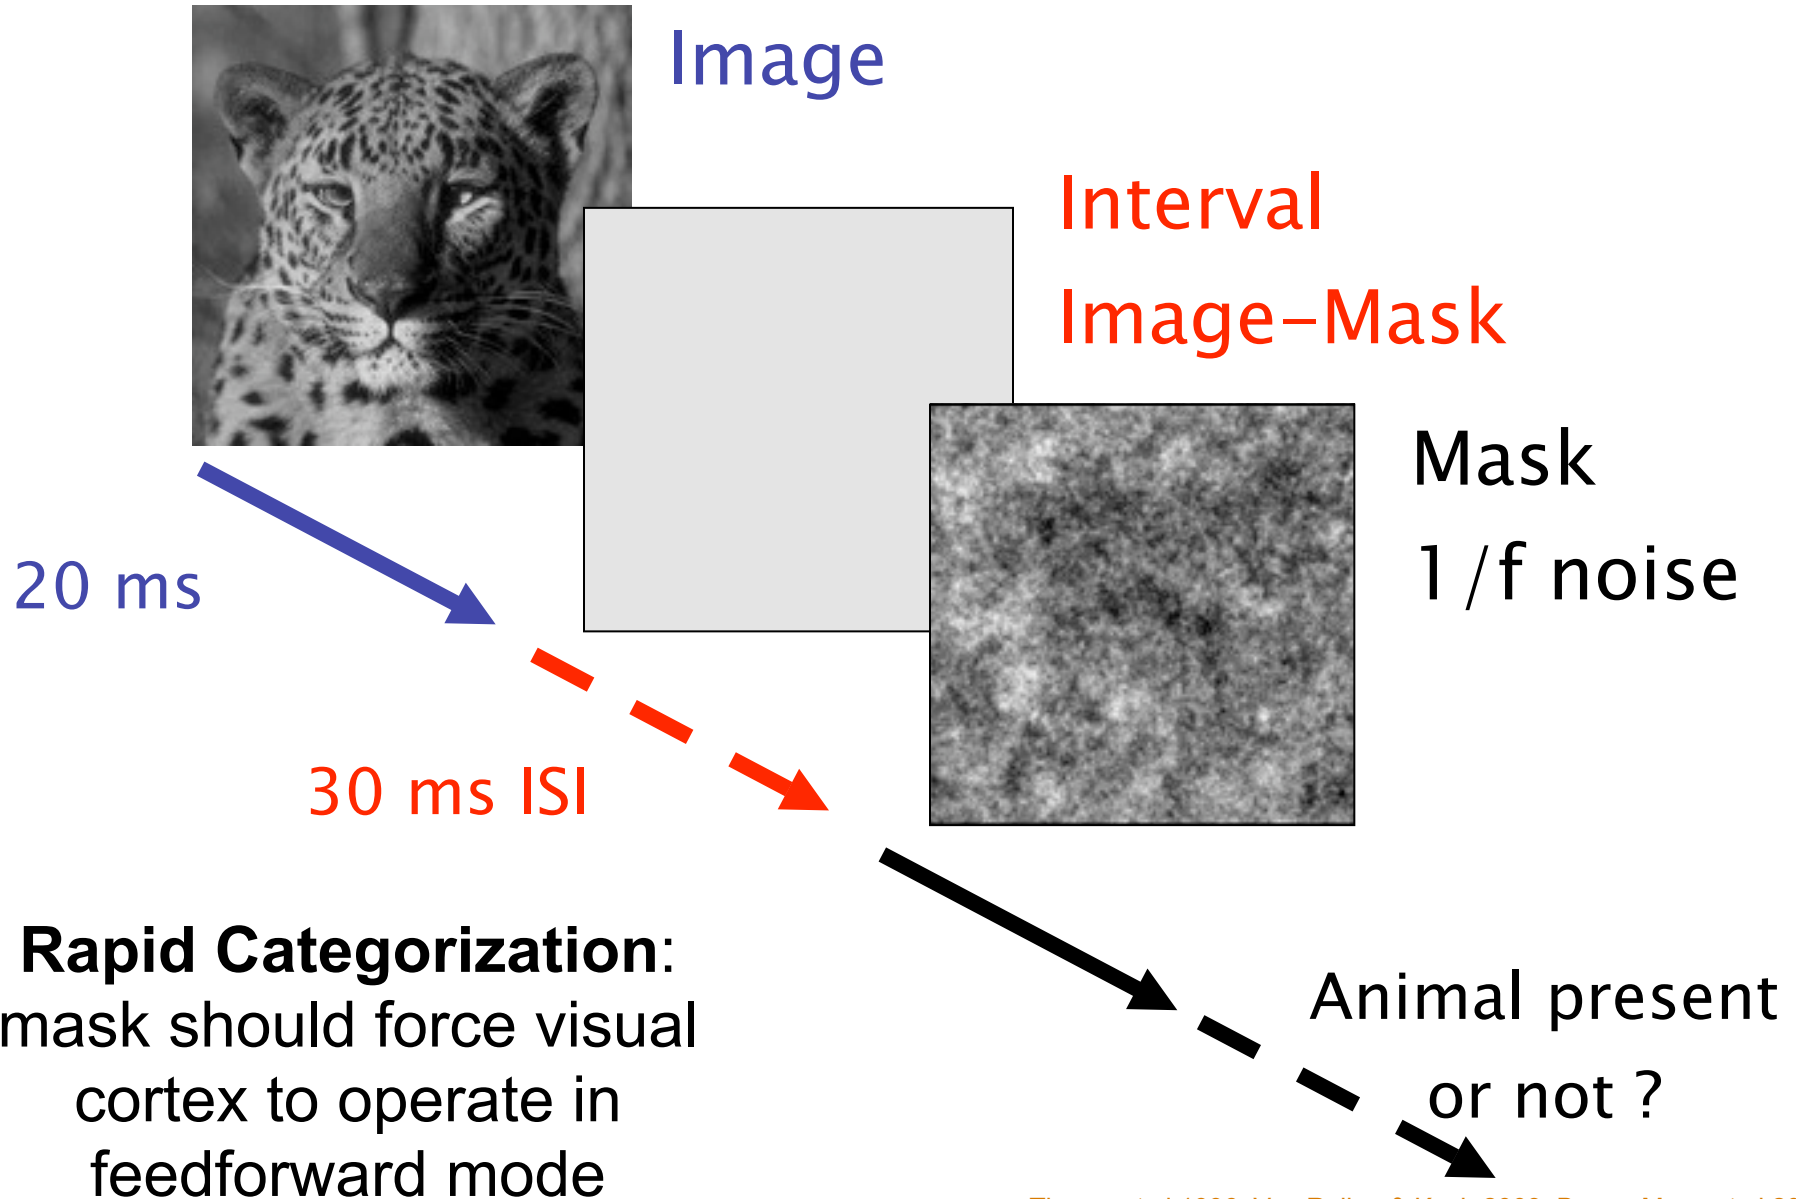 Image
Interval
Image-Mask
Mask
1/f noise
20 ms
30 ms ISI
Rapid Categorization:
mask should force visual
cortex to operate in
feedforward mode
Animal present
or not ?